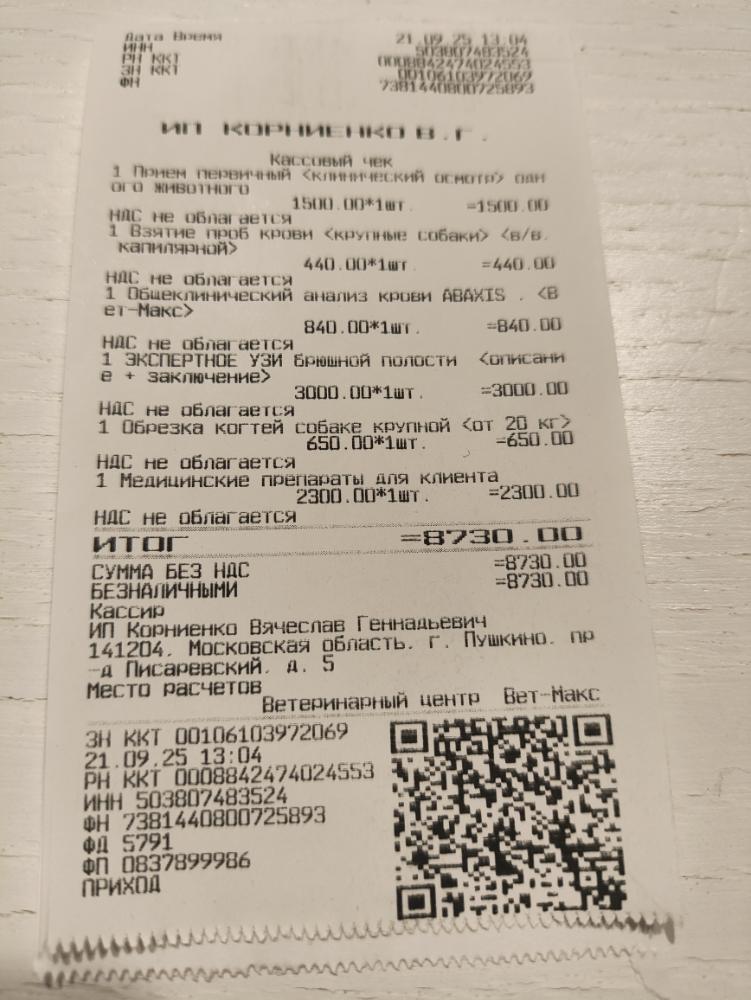 Дата Время 21.09.25 13:04
ИНН 503807483524
РН ККТ 0008842474024553
ЗН ККТ 00106103972069
ФН 7381440800725893
ИП КОРНИЕНКО В.Г.
Кассовый чек
1 Прием первичный <клинический осмотр> одн
ого животного
1500.00*1шт. =1500.00
НДС не облагается
1 Взятие проб крови <крупные собаки> <в/в.
капилярной>
440.00*1шт. =440.00
НДС не облагается
1 Общеклинический анализ крови ABAXIS . <В
ет-Макс>
840.00*1шт. =840.00
НДС не облагается
1 ЭКСПЕРТНОЕ УЗИ брюшной полости <описани
е + заключение>
3000.00*1шт. =3000.00
НДС не облагается
1 Обрезка когтей собаке крупной <от 20 кг>
650.00*1шт. =650.00
НДС не облагается
1 Медицинские препараты для клиента
2300.00*1шт. =2300.00
НДС не облагается
ИТОГ =8730.00
СУММА БЕЗ НДС =8730.00
БЕЗНАЛИЧНЫМИ =8730.00
Кассир
ИП Корниенко Вячеслав Геннадьевич
141204. Московская область. г. Пушкино. пр
-д Писаревский. д. 5
Место расчетов
Ветеринарный центр Вет-Макс
ЗН ККТ 00106103972069
21.09.25 13:04
РН ККТ 0008842474024553
ИНН 503807483524
ФН 7381440800725893
ФД 5791
ФП 0837899986
ПРИХОД